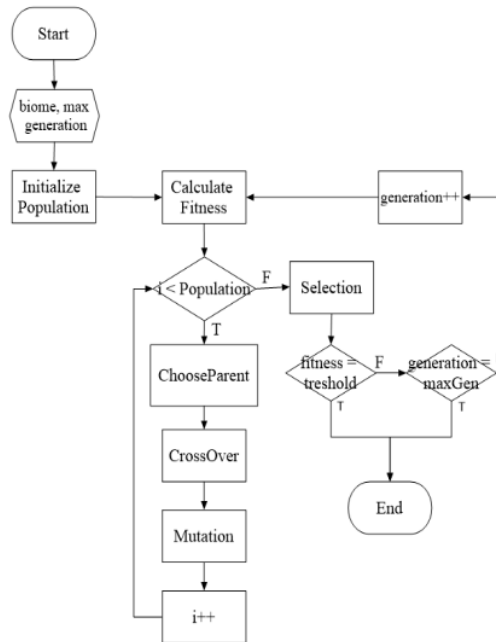 Start
biome, max
generation
Initialize
Population
Calculate
Fitness
generation++
i < Population
F
T
Selection
ChooseParent
fitness =
treshold
F
T
generation =
maxGen
T
CrossOver
Mutation
End
i++